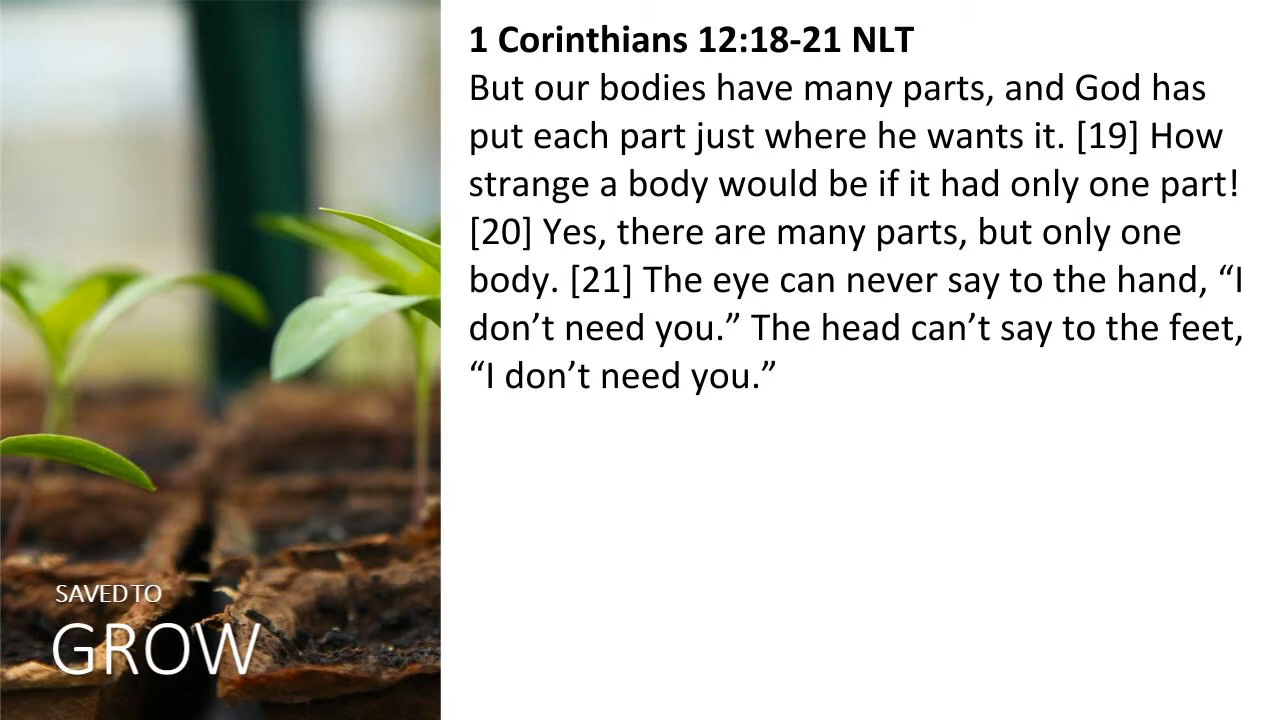 1 Corinthians 12:18-21 NLT
But our bodies have many parts, and God has
put each part just where he wants it. [19] How
strange a body would be if it had only one part!
[20] Yes, there are many parts, but only one
body. [21] The eye can never say to the hand, “I
don’t need you.” The head can’t say to the feet,
“I don’t need you.”
SAVED TO
GROW